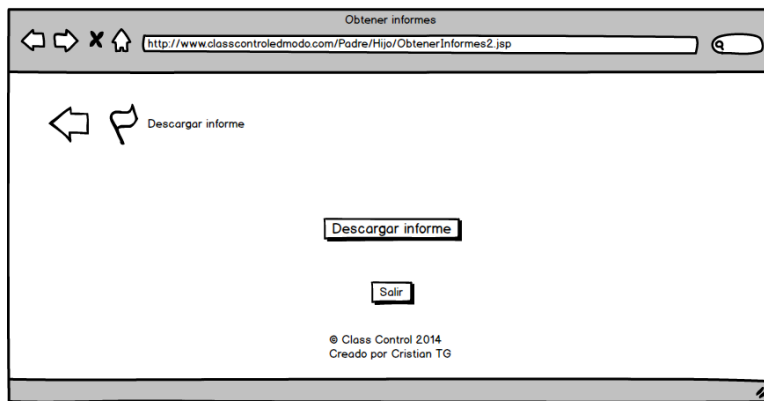 Obtener informes
http://www.classcontroledmodo.com/Padre/Hijo/ObtenerInformes2.jsp
Descargar informe
Descargar informe
Salir
© Class Control 2014
Creado por Cristian TG